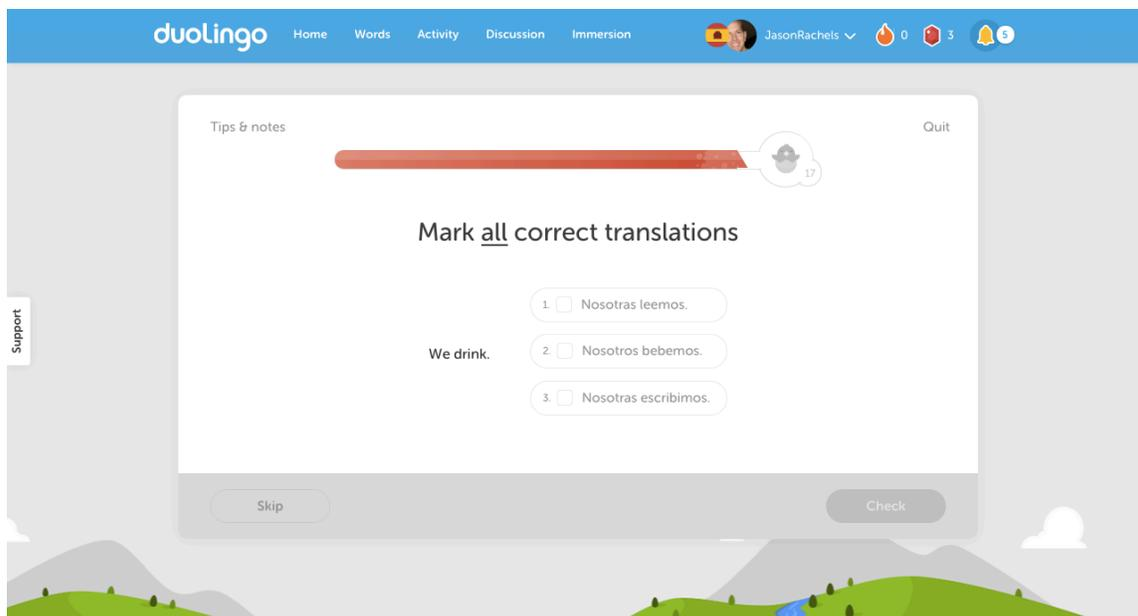 duolingo Home Words Activity Discussion Immersion JasonRachels 0 3 5
Tips & notes Quit
17
Mark all correct translations
We drink.
1. Nosotras leemos.
2. Nosotros bebemos.
3. Nosotras escribimos.
Support
Skip Check